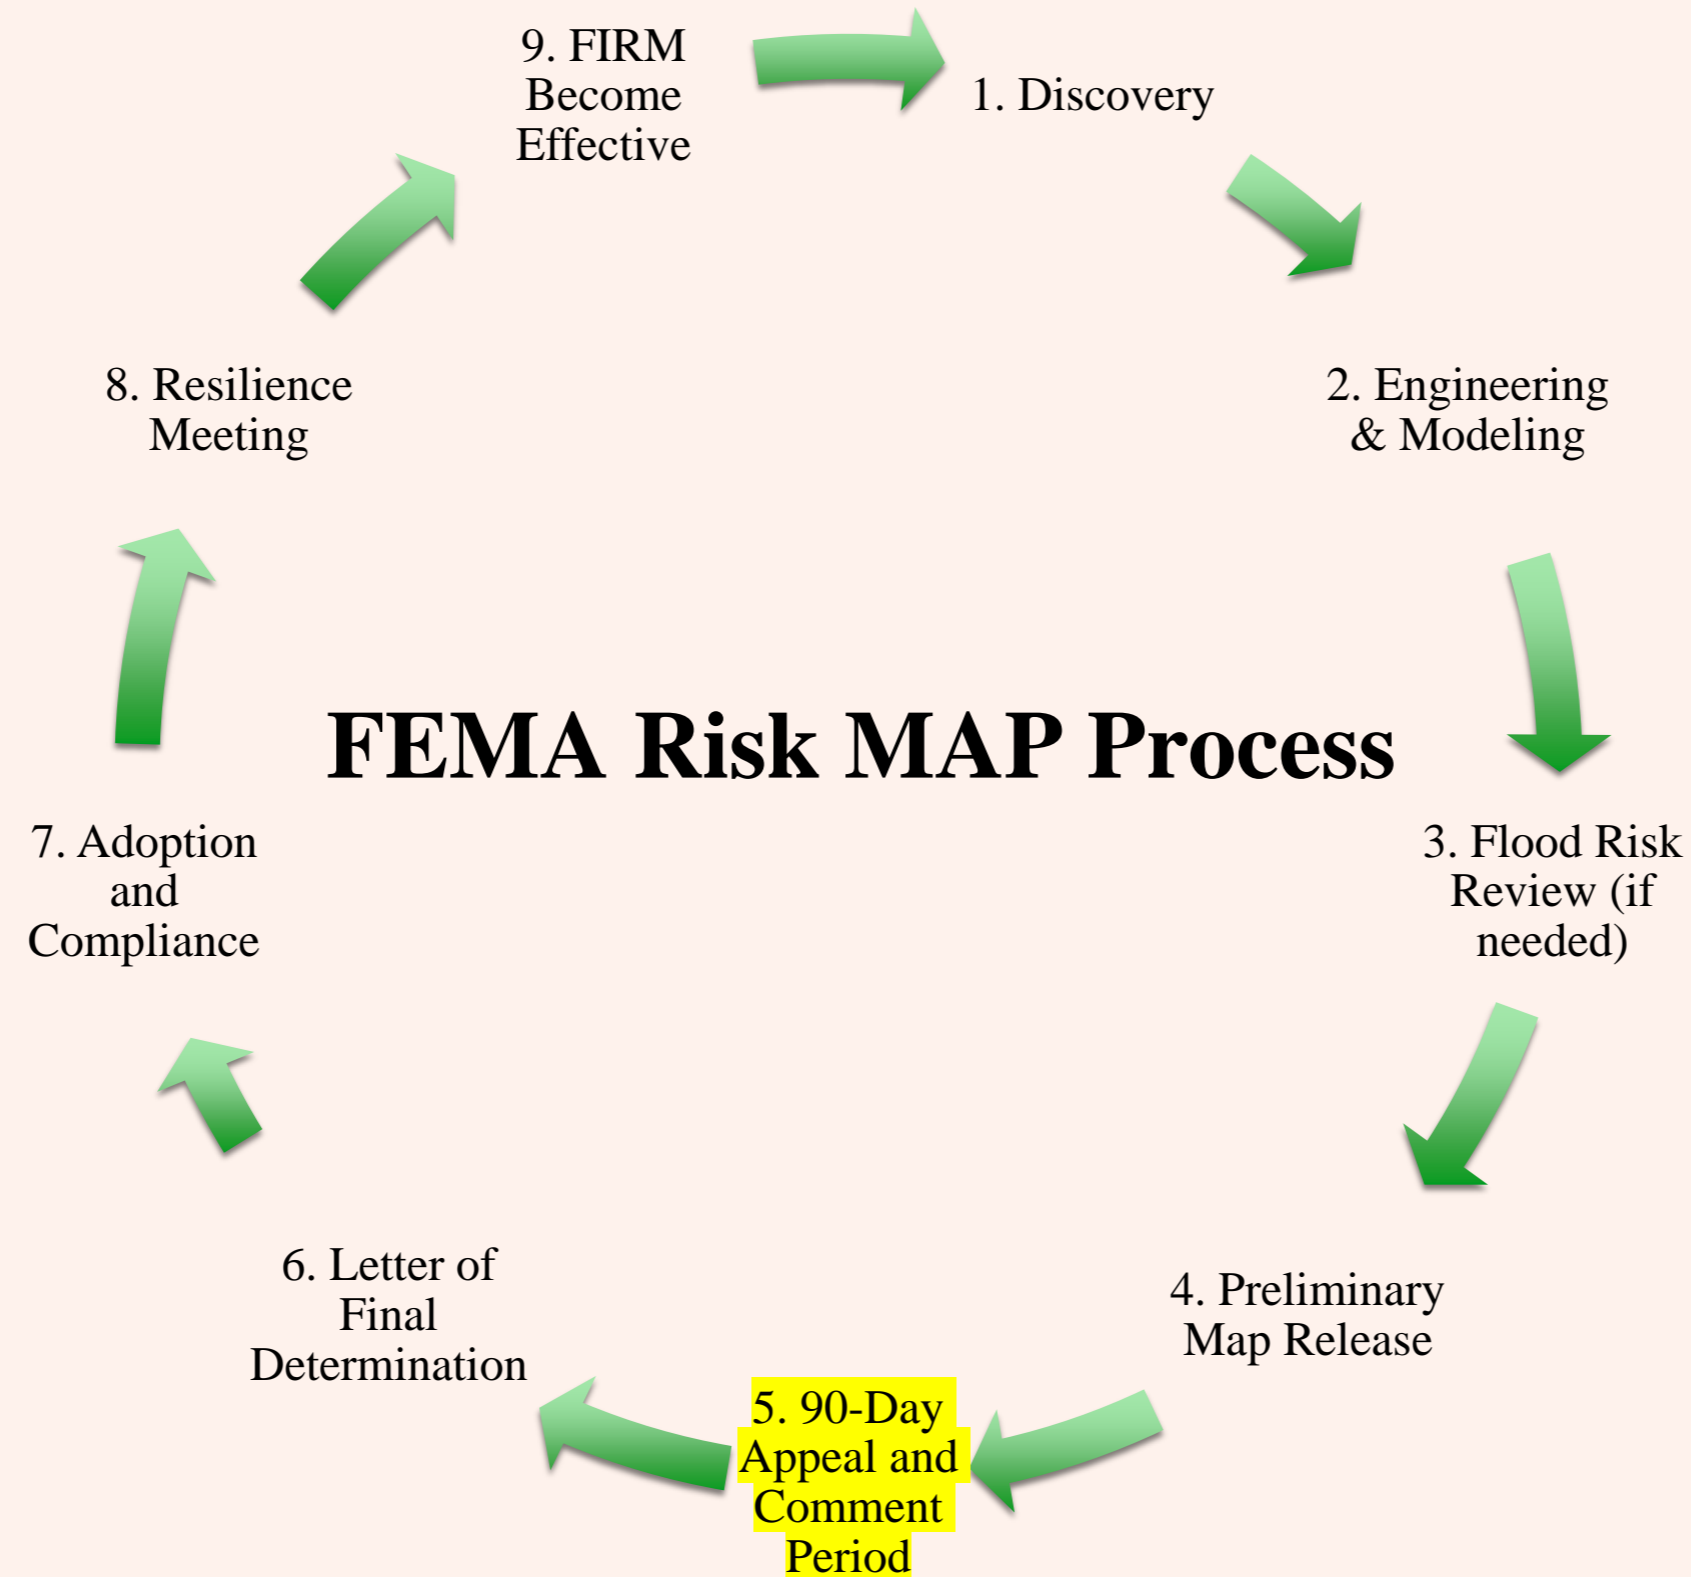 FEMA Risk MAP Process
1. Discovery
2. Engineering
& Modeling
3. Flood Risk
Review (if
needed)
4. Preliminary
Map Release
5. 90-Day
Appeal and
Comment
Period
6. Letter of
Final
Determination
7. Adoption
and
Compliance
8. Resilience
Meeting
9. FIRM
Become
Effective